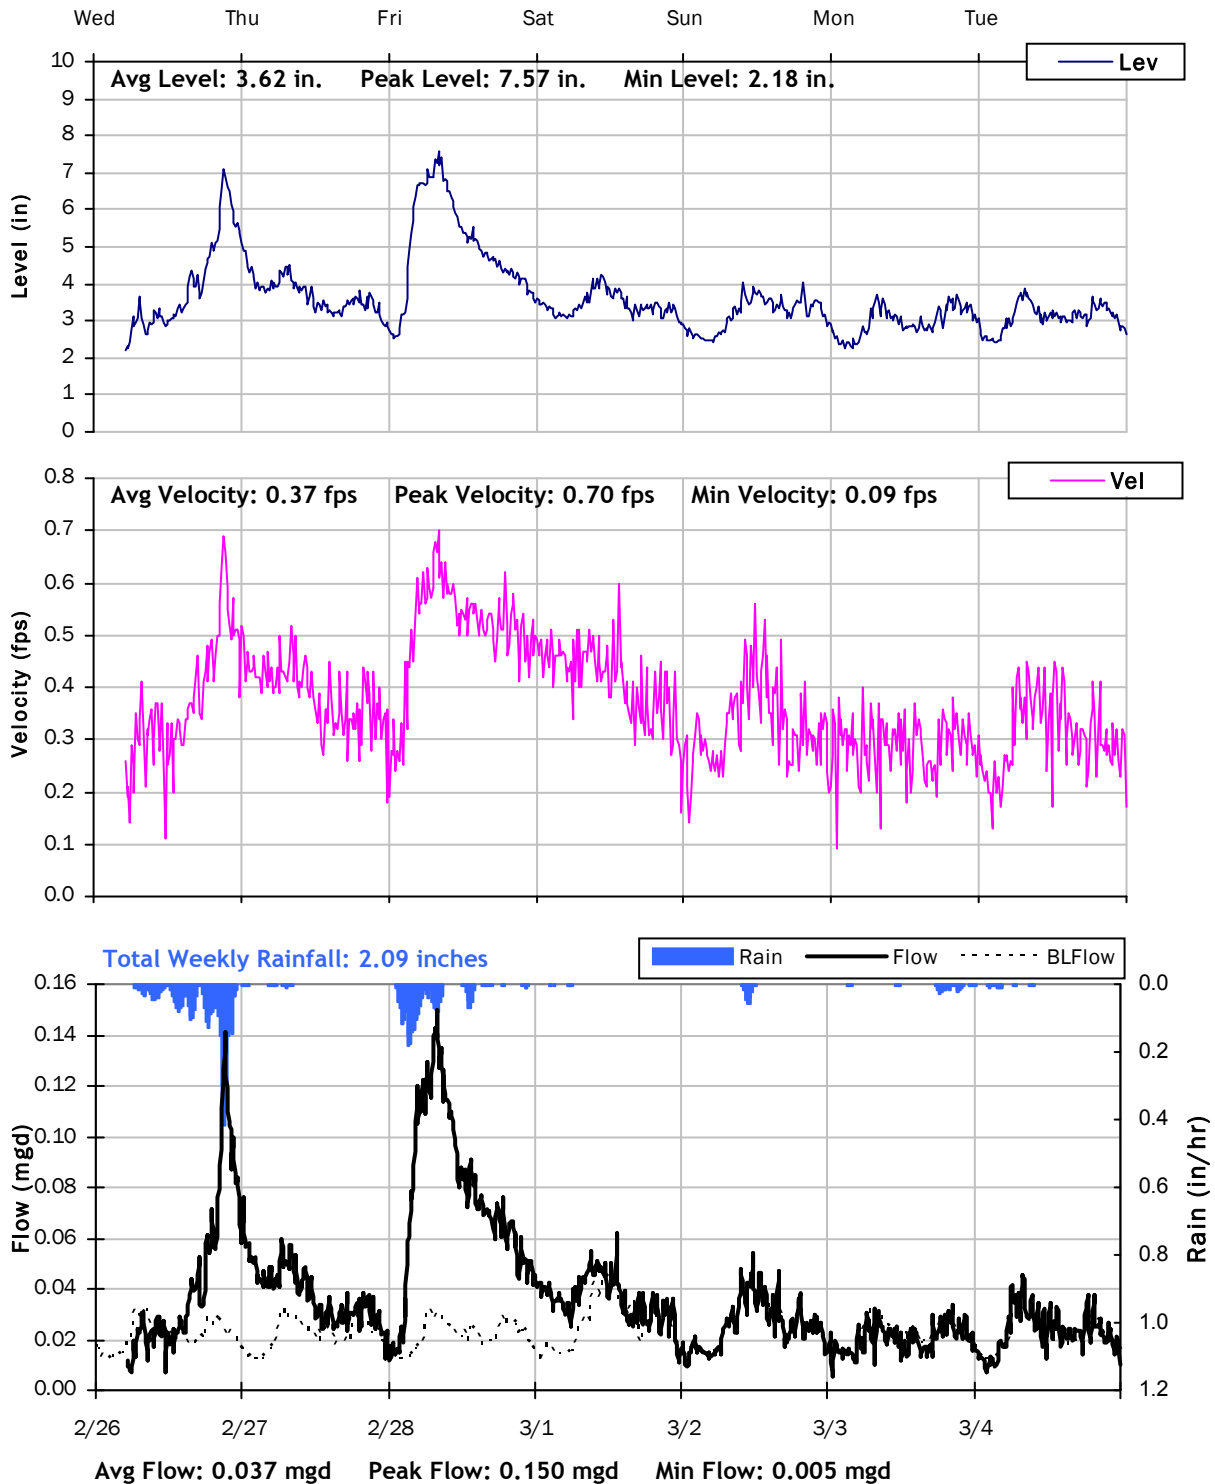 Wed Thu Fri Sat Sun Mon Tue
Lev
Avg Level: 3.62 in. Peak Level: 7.57 in. Min Level: 2.18 in.
10
9
8
7
6
5
4
3
2
1
0
Level (in)
Vel
Avg Velocity: 0.37 fps Peak Velocity: 0.70 fps Min Velocity: 0.09 fps
0.8
0.7
0.6
0.5
0.4
0.3
0.2
0.1
0.0
Velocity (fps)
Total Weekly Rainfall: 2.09 inches
Rain Flow BLFlow
0.16
0.14
0.12
0.10
0.08
0.06
0.04
0.02
0.00
Flow (mgd)
0.0
0.2
0.4
0.6
0.8
1.0
1.2
Rain (in/hr)
2/26 2/27 2/28 3/1 3/2 3/3 3/4
Avg Flow: 0.037 mgd Peak Flow: 0.150 mgd Min Flow: 0.005 mgd